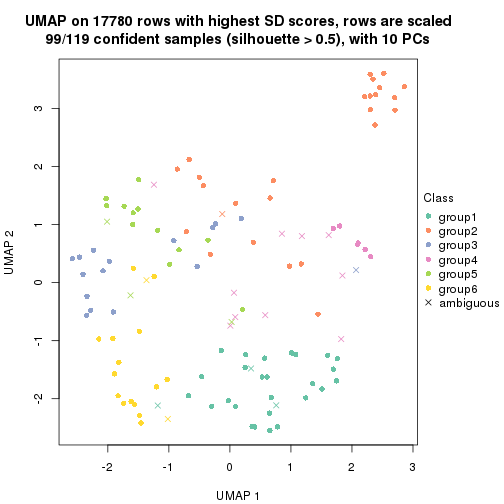 UMAP on 17780 rows with highest SD scores, rows are scaled
99/119 confident samples (silhouette > 0.5), with 10 PCs
3
2
1
0
-1
-2
UMAP 2
-2
-1
0
1
2
3
UMAP 1
Class
group1
group2
group3
group4
group5
group6
ambiguous